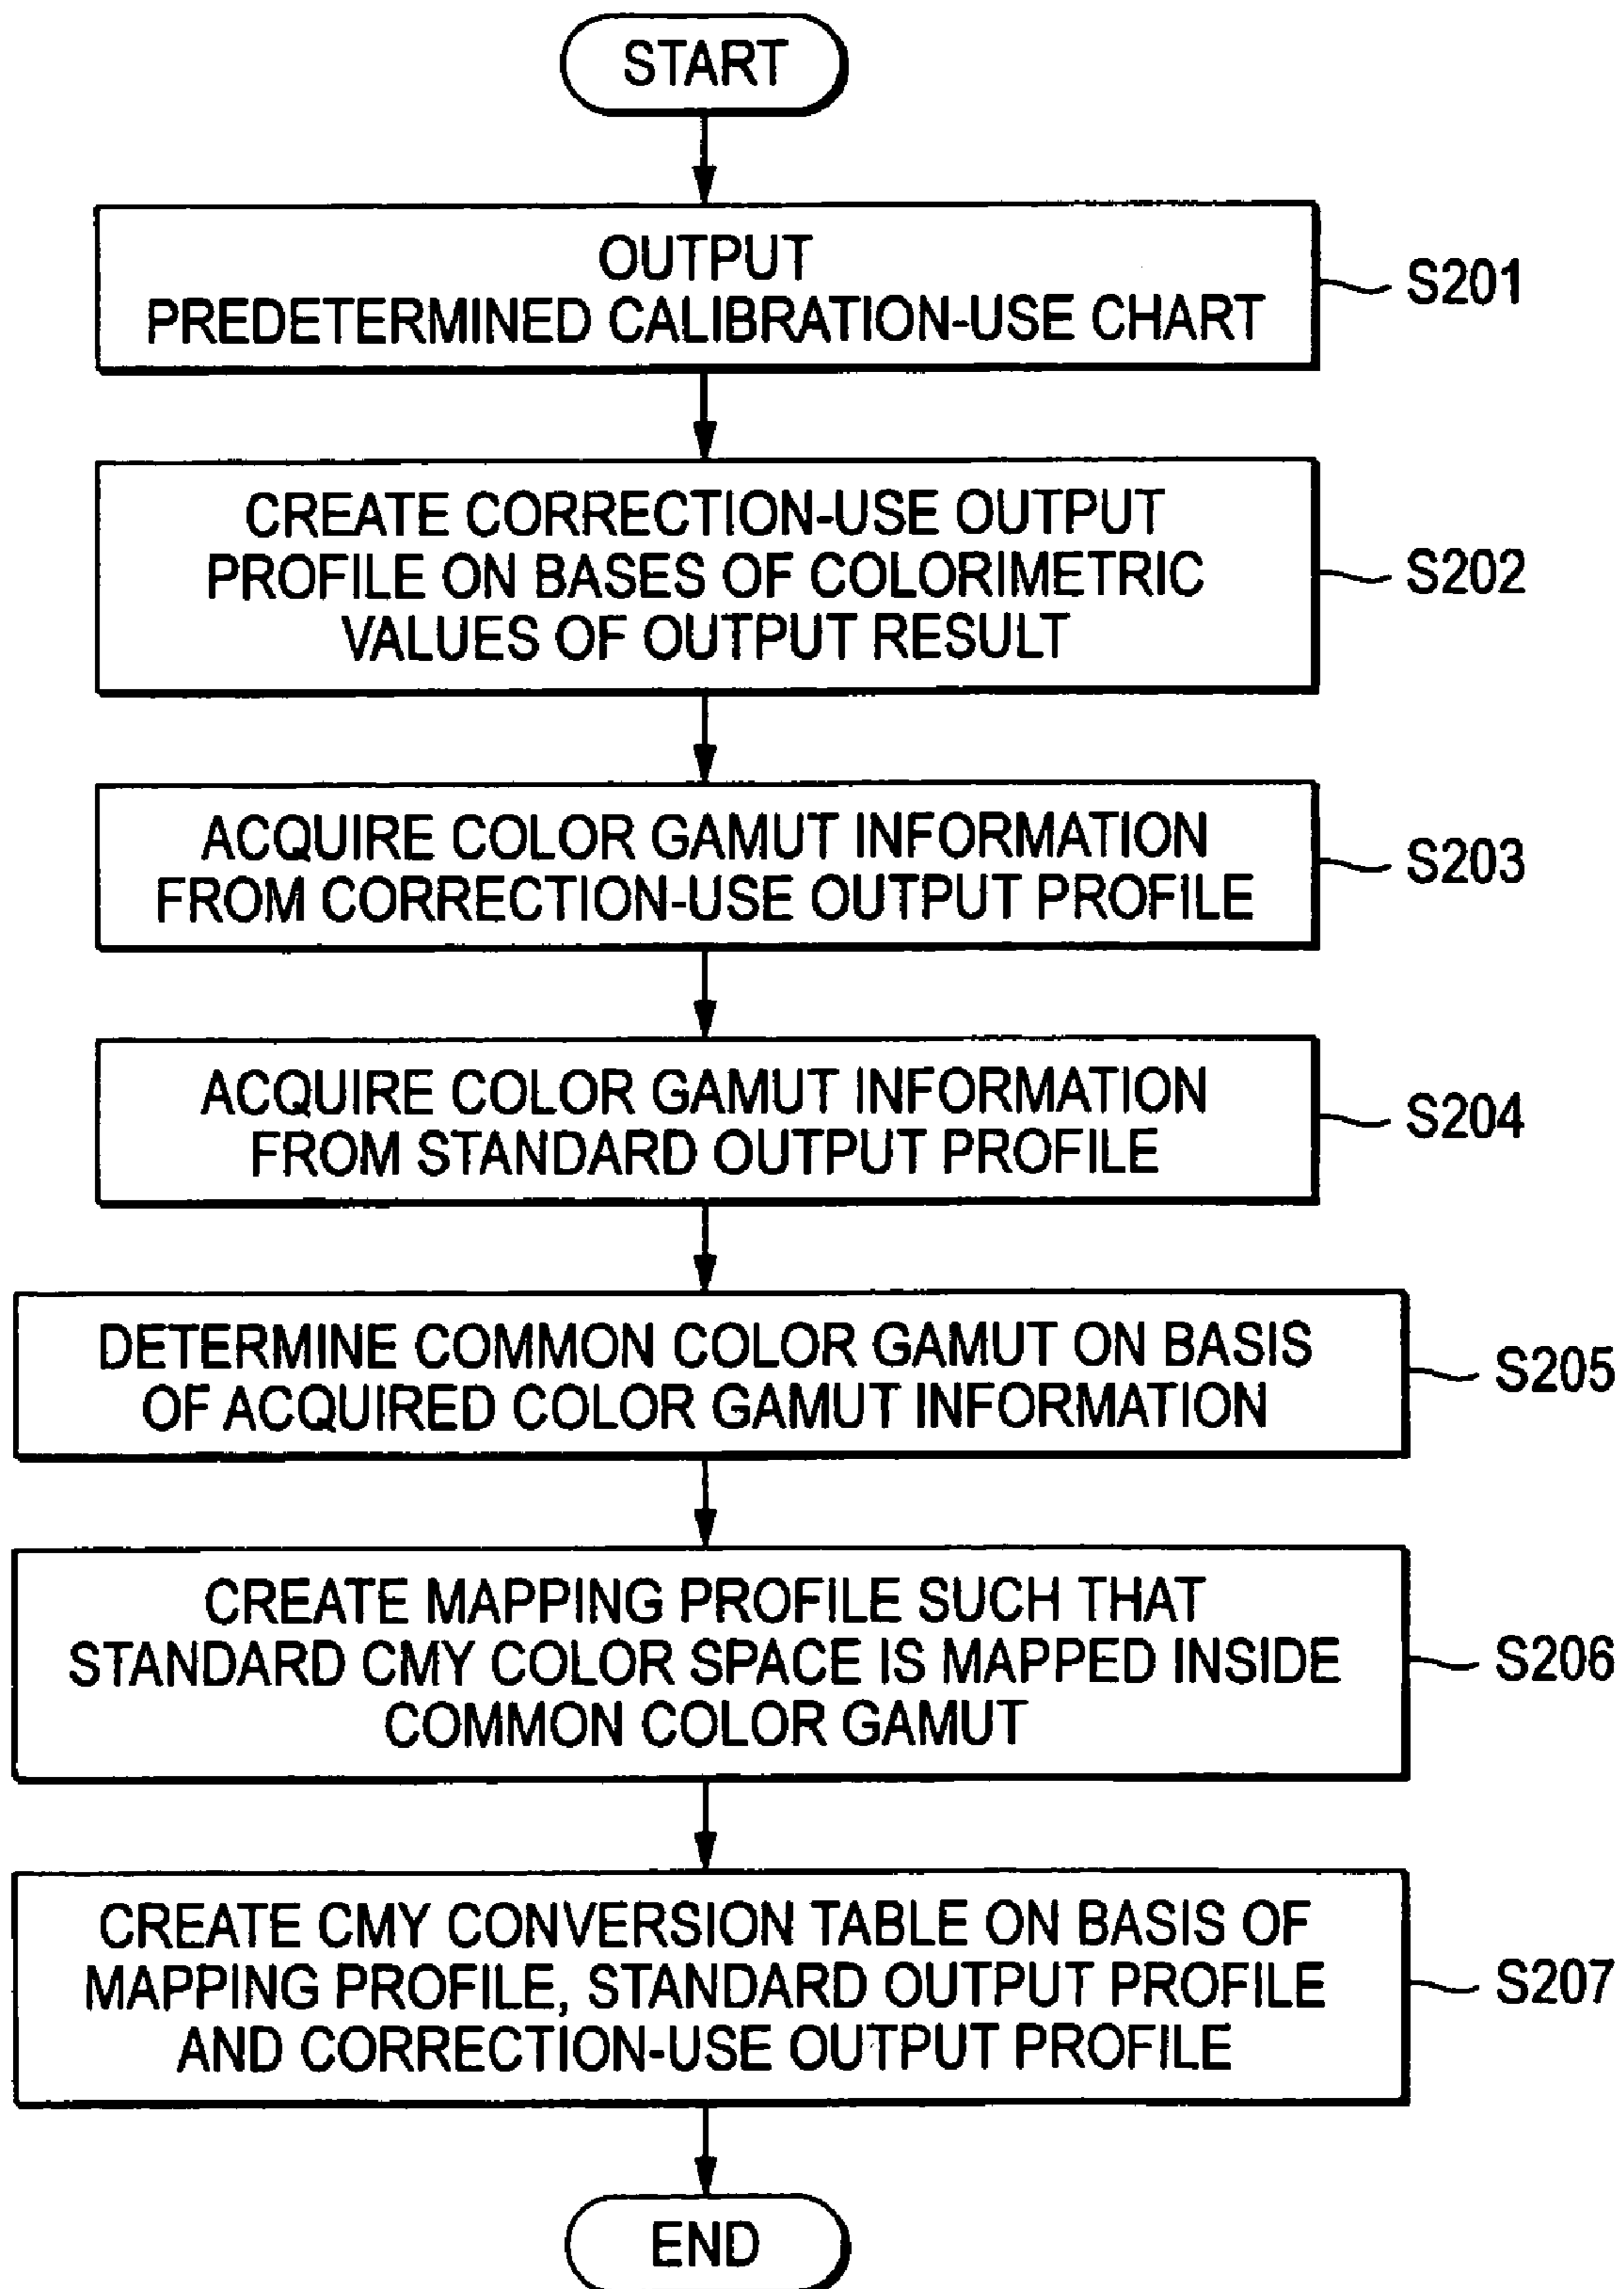 START
OUTPUT
PREDETERMINED CALIBRATION-USE CHART
S201
CREATE CORRECTION-USE OUTPUT
PROFILE ON BASES OF COLORIMETRIC
VALUES OF OUTPUT RESULT
S202
ACQUIRE COLOR GAMUT INFORMATION
FROM CORRECTION-USE OUTPUT PROFILE
S203
ACQUIRE COLOR GAMUT INFORMATION
FROM STANDARD OUTPUT PROFILE
S204
DETERMINE COMMON COLOR GAMUT ON BASIS
OF ACQUIRED COLOR GAMUT INFORMATION
S205
CREATE MAPPING PROFILE SUCH THAT
STANDARD CMY COLOR SPACE IS MAPPED INSIDE
COMMON COLOR GAMUT
S206
CREATE CMY CONVERSION TABLE ON BASIS OF
MAPPING PROFILE, STANDARD OUTPUT PROFILE
AND CORRECTION-USE OUTPUT PROFILE
S207
END